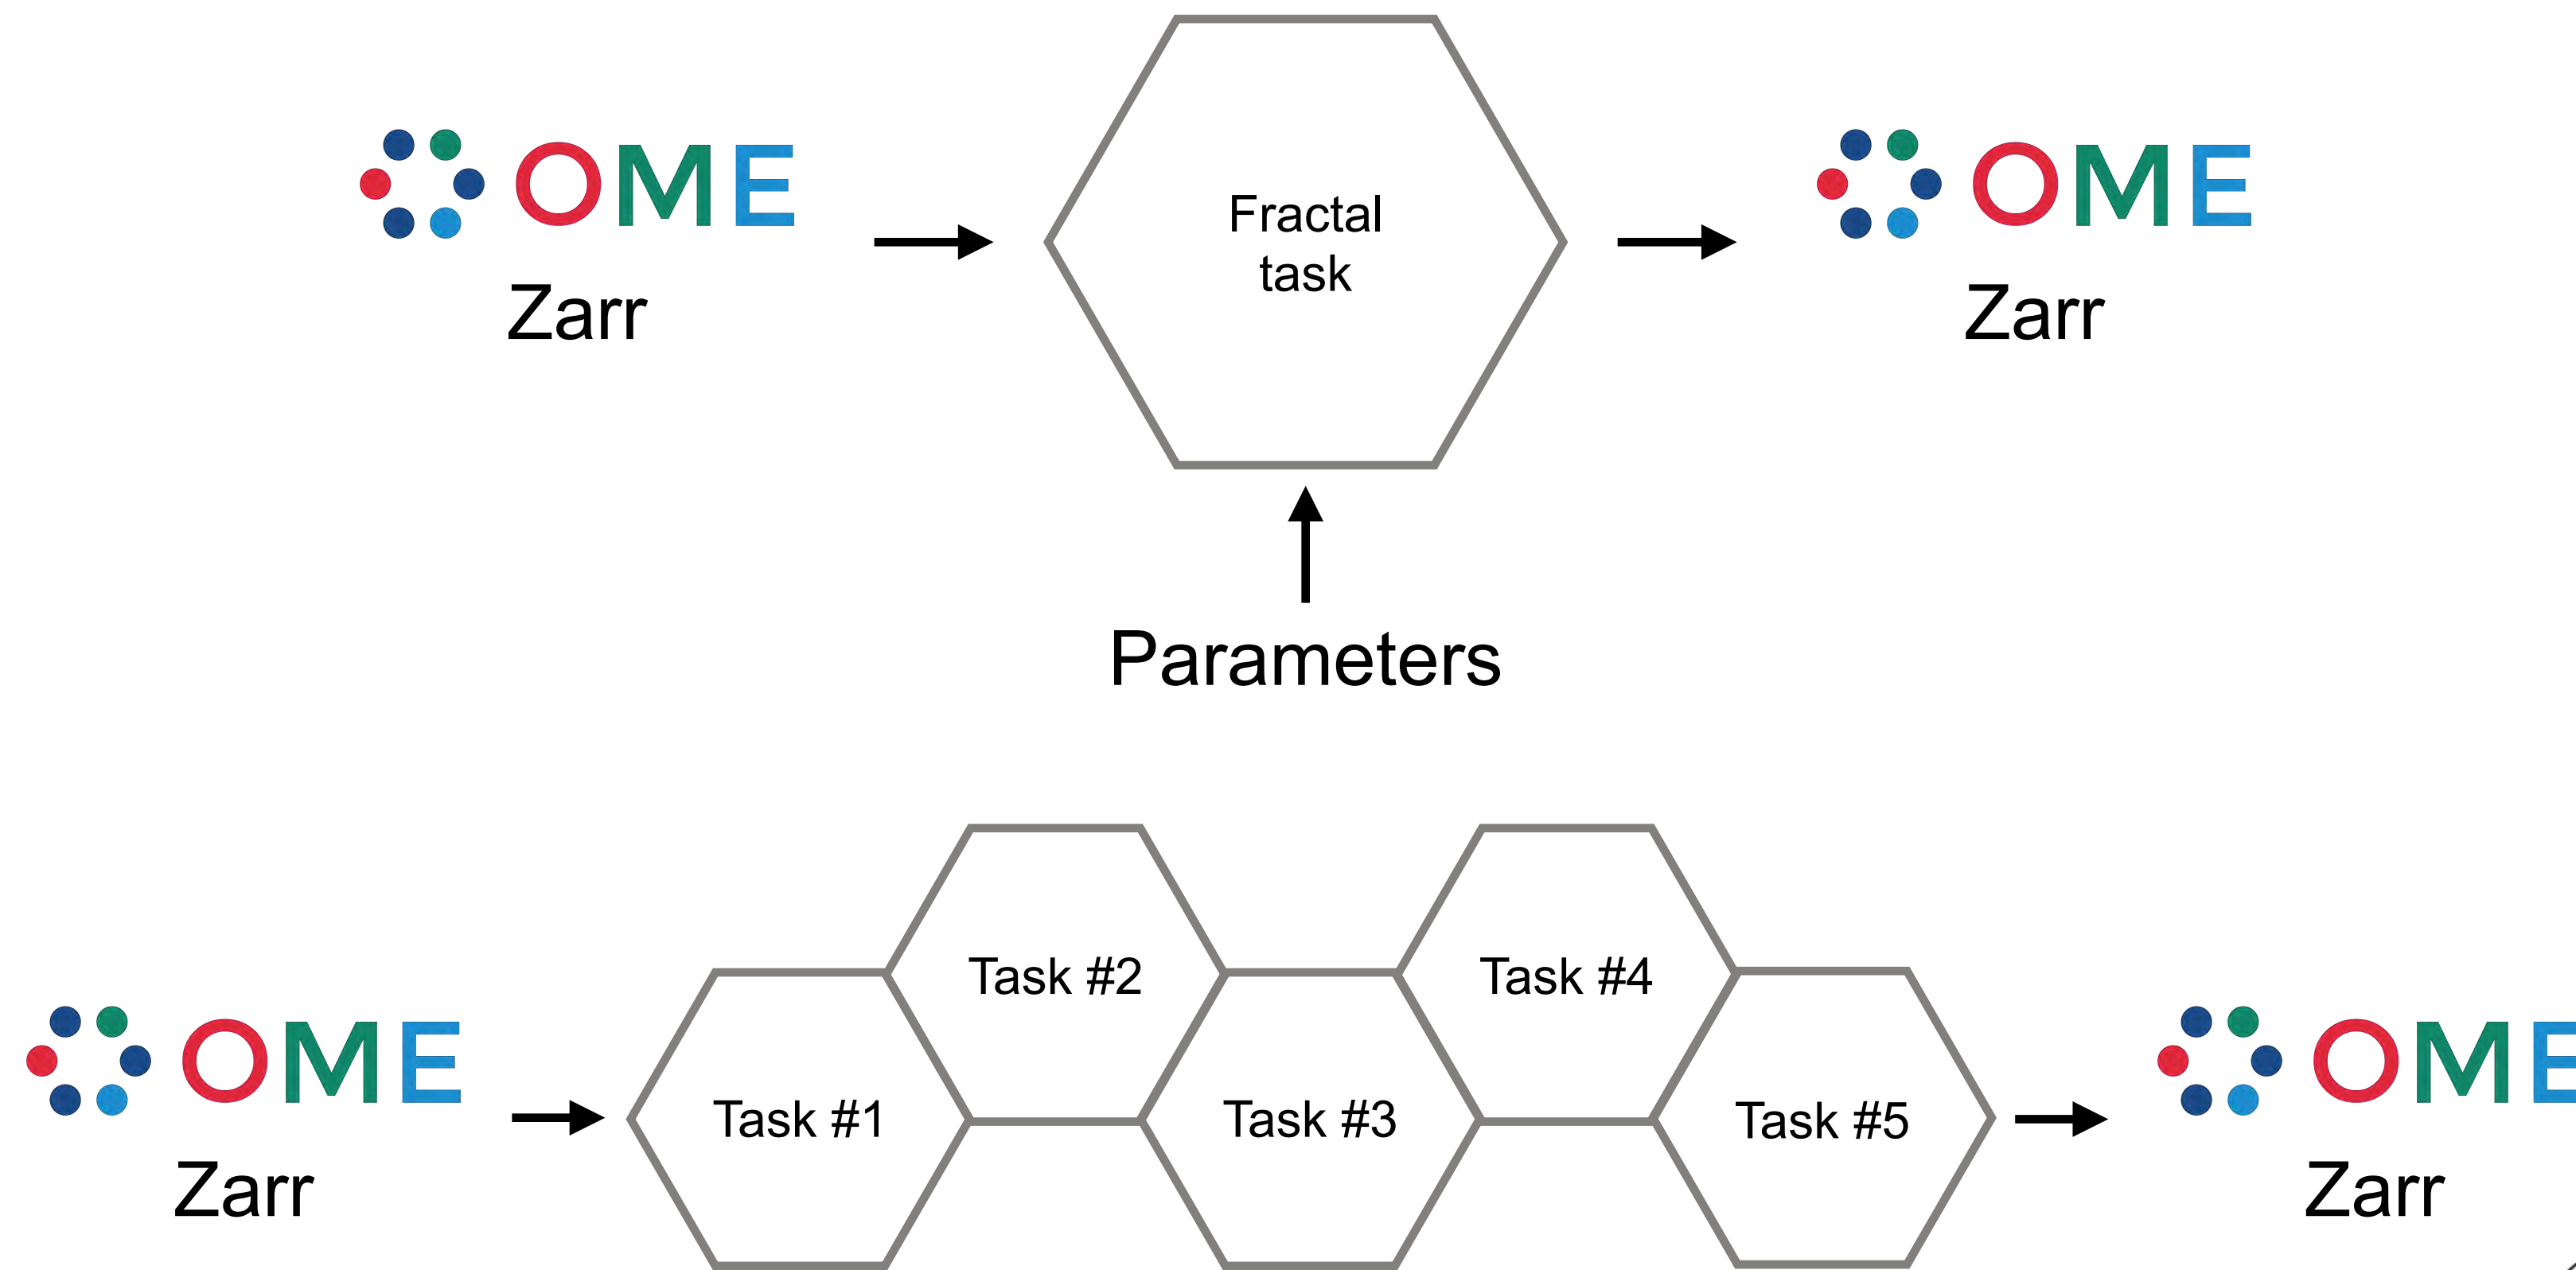 OME
Zarr
Fractal
task
OME
Zarr
Parameters
OME
Zarr
Task #1
Task #2
Task #3
Task #4
Task #5
OME
Zarr